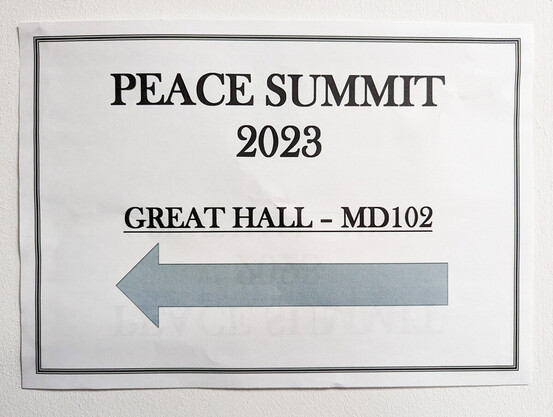 PEACE SUMMIT
2023
GREAT HALL – MD102